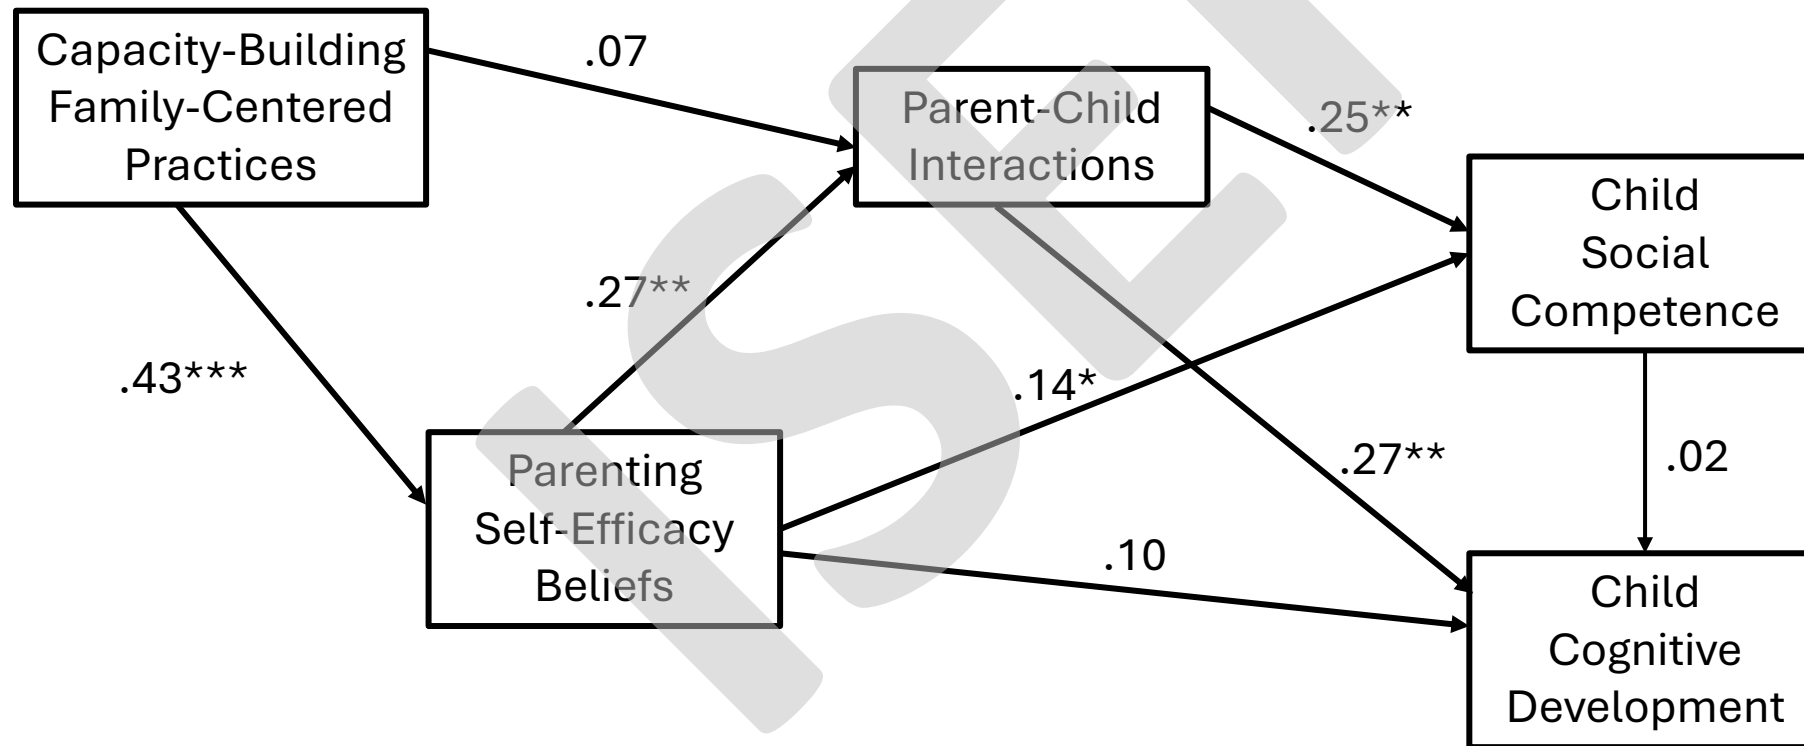 Capacity-Building
Family-Centered
Practices
.07
Parent-Child
Interactions
.25**
Child
Social
Competence
.27**
.43***
.14*
Parenting
Self-Efficacy
Beliefs
.27**
.02
.10
Child
Cognitive
Development